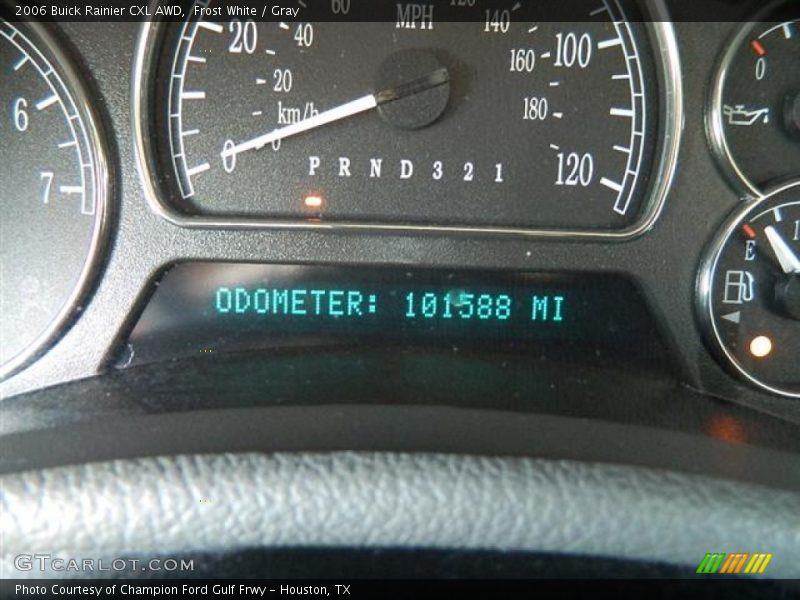 2006 Buick Rainier CXL AWD, Frost White / Gray
MPH
20 40 140 100
160
20
km/h
180
0 0
P R N D 3 2 1
120
6
7
0
E
ODOMETER: 101588 MI
GTcarlot.com
Photo Courtesy of Champion Ford Gulf Frwy - Houston, TX